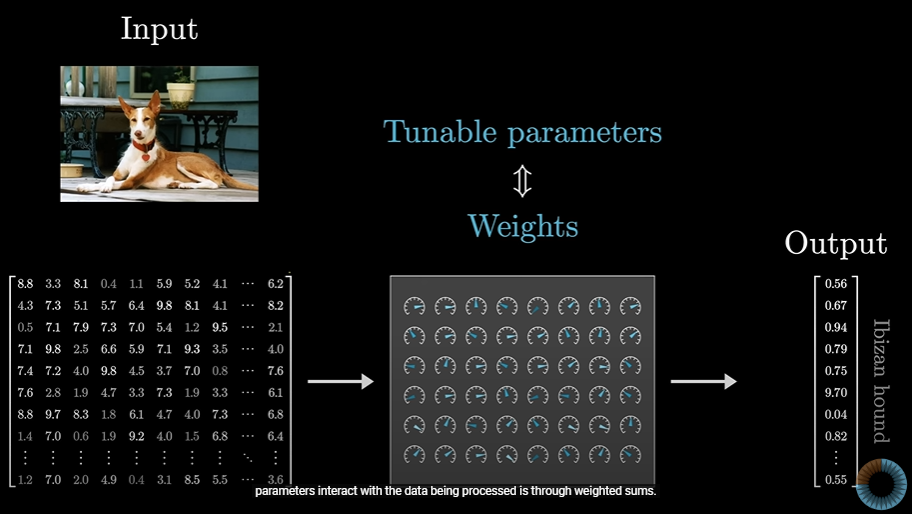 Input
Tunable parameters
⇕
Weights
Output
8.8 3.3 8.1 0.4 1.1 5.9 5.2 4.1 ⋯ 6.2
4.3 7.3 5.1 5.7 6.4 9.8 8.1 4.1 ⋯ 8.2
0.5 7.1 7.9 7.3 7.0 5.4 1.2 9.5 ⋯ 2.1
7.1 9.8 2.5 6.6 5.9 7.1 9.3 3.5 ⋯ 4.0
7.4 7.2 4.0 9.8 4.5 3.7 7.0 0.8 ⋯ 7.6
7.6 2.8 1.9 4.7 3.3 7.3 1.9 3.3 ⋯ 6.1
8.8 9.7 8.3 1.8 6.1 4.7 4.0 7.3 ⋯ 6.8
1.4 7.0 0.6 1.9 9.2 4.0 1.5 6.8 ⋯ 6.4
⋮ ⋮ ⋮ ⋮ ⋮ ⋮ ⋮ ⋮ ⋱ ⋮
1.2 7.0 2.0 4.9 0.4 3.1 8.5 5.5 ⋯ 3.6
0.56
0.67
0.94
0.79
0.75
9.70
0.04
0.82
⋮
0.55
Ibizan hound
parameters interact with the data being processed is through weighted sums.